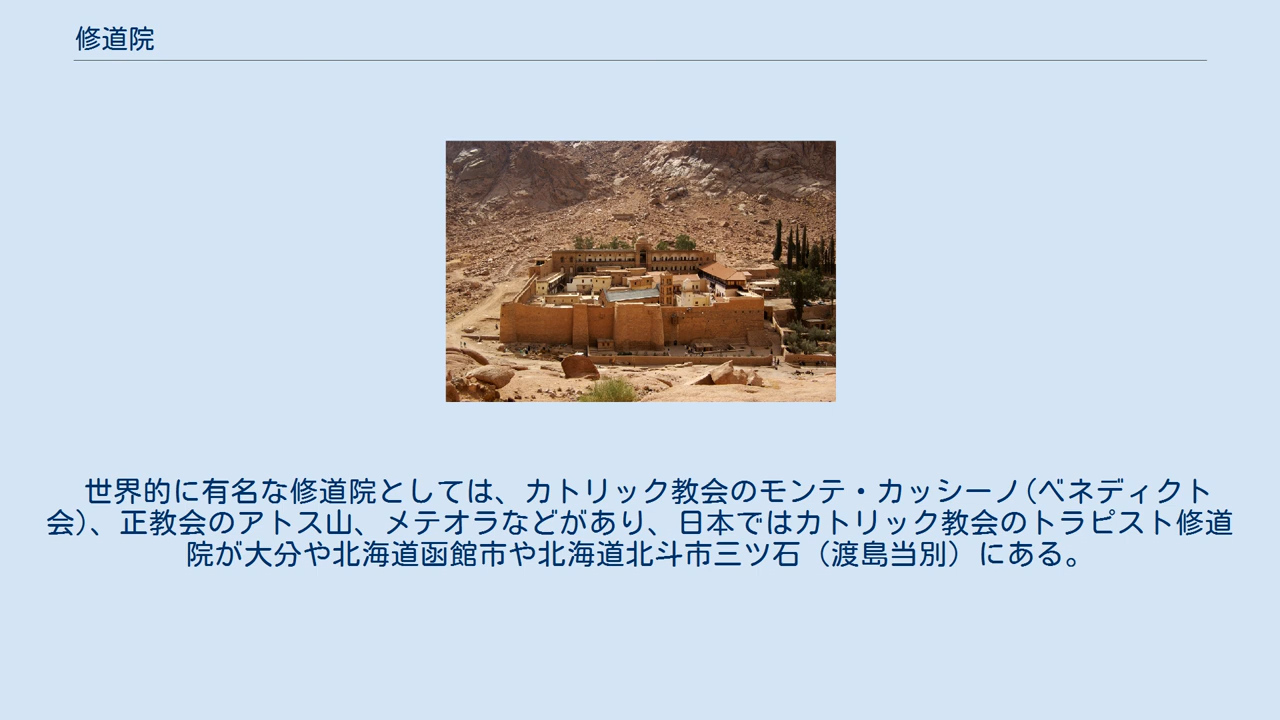 修道院
世界的に有名な修道院としては、カトリック教会のモンテ・カッシーノ(ベネディクト
会)、正教会のアトス山、メテオラなどがあり、日本ではカトリック教会のトラピスト修道
院が大分や北海道函館市や北海道北斗市三ツ石（渡島当別）にある。